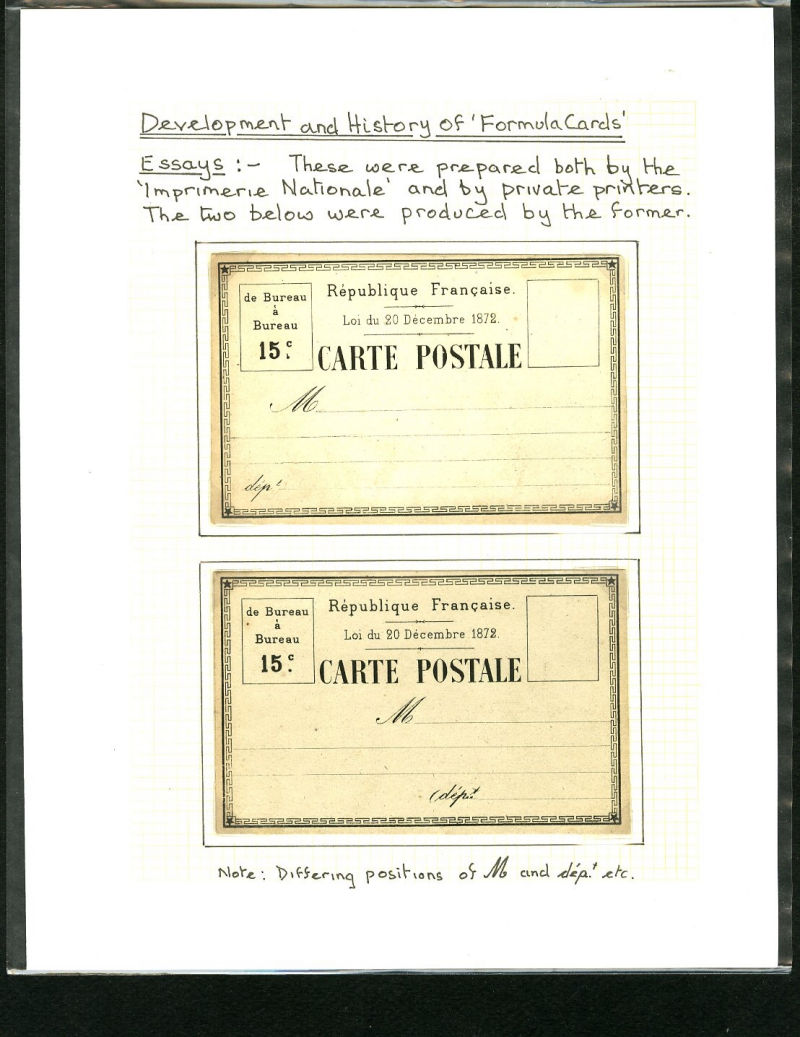 Development and History of 'Formula Cards'
Essays :- These were prepared both by the
'Imprimerie Nationale' and by private printers.
The two below were produced by the former.
de Bureau
à
Bureau
15 c.
République Française.
Loi du 20 Décembre 1872.
CARTE POSTALE
M
dépt
de Bureau
à
Bureau
15 c.
République Française.
Loi du 20 Décembre 1872.
CARTE POSTALE
M
(dépt
Note: Differing positions of M and dép.t etc.